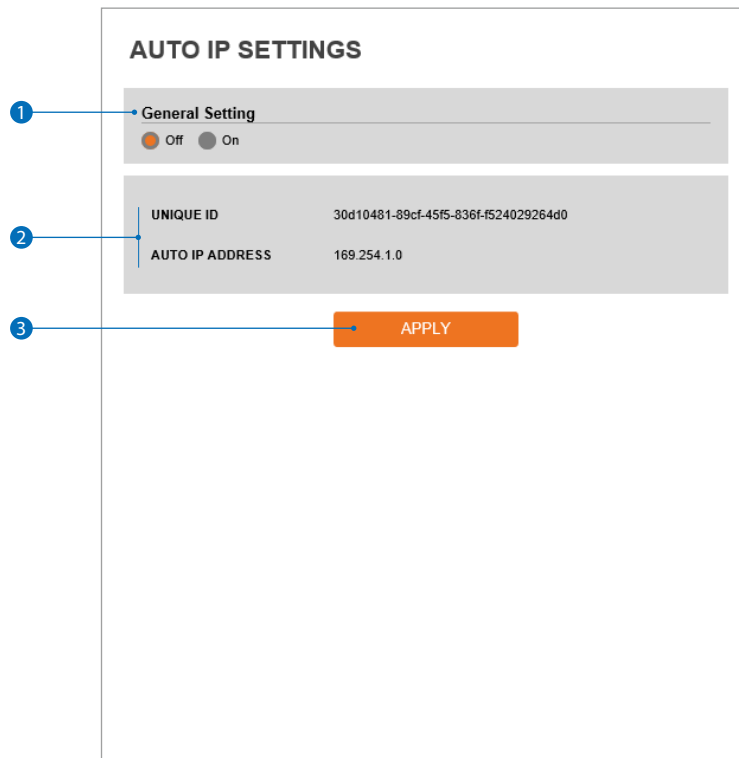 AUTO IP SETTINGS
1
General Setting
Off On
UNIQUE ID 30d10481-89cf-45f5-836f-f524029264d0
2
AUTO IP ADDRESS 169.254.1.0
3
APPLY